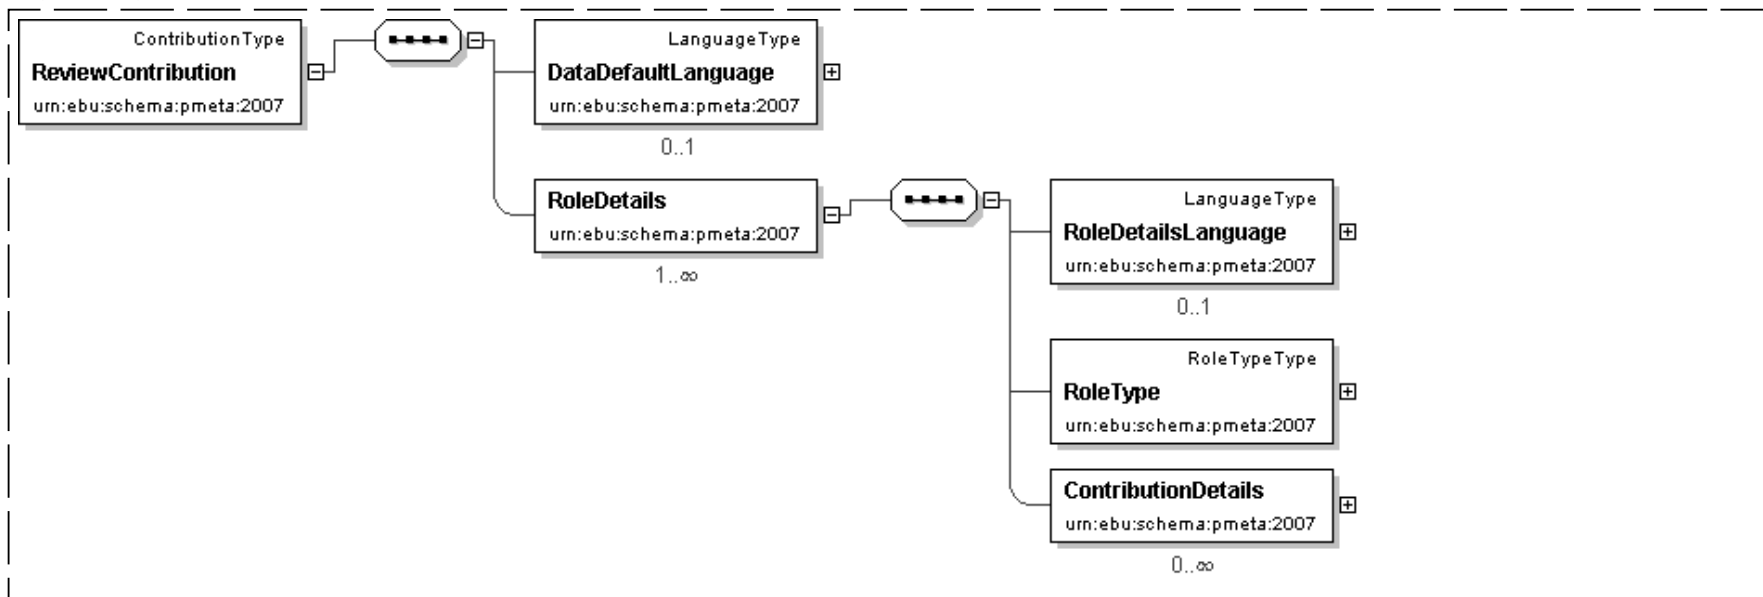 ContributionType
ReviewContribution
urn:ebu:schema:pmeta:2007
LanguageType
DataDefaultLanguage
urn:ebu:schema:pmeta:2007
0..1
RoleDetails
urn:ebu:schema:pmeta:2007
1..∞
LanguageType
RoleDetailsLanguage
urn:ebu:schema:pmeta:2007
0..1
RoleTypeType
RoleType
urn:ebu:schema:pmeta:2007
ContributionDetails
urn:ebu:schema:pmeta:2007
0..∞